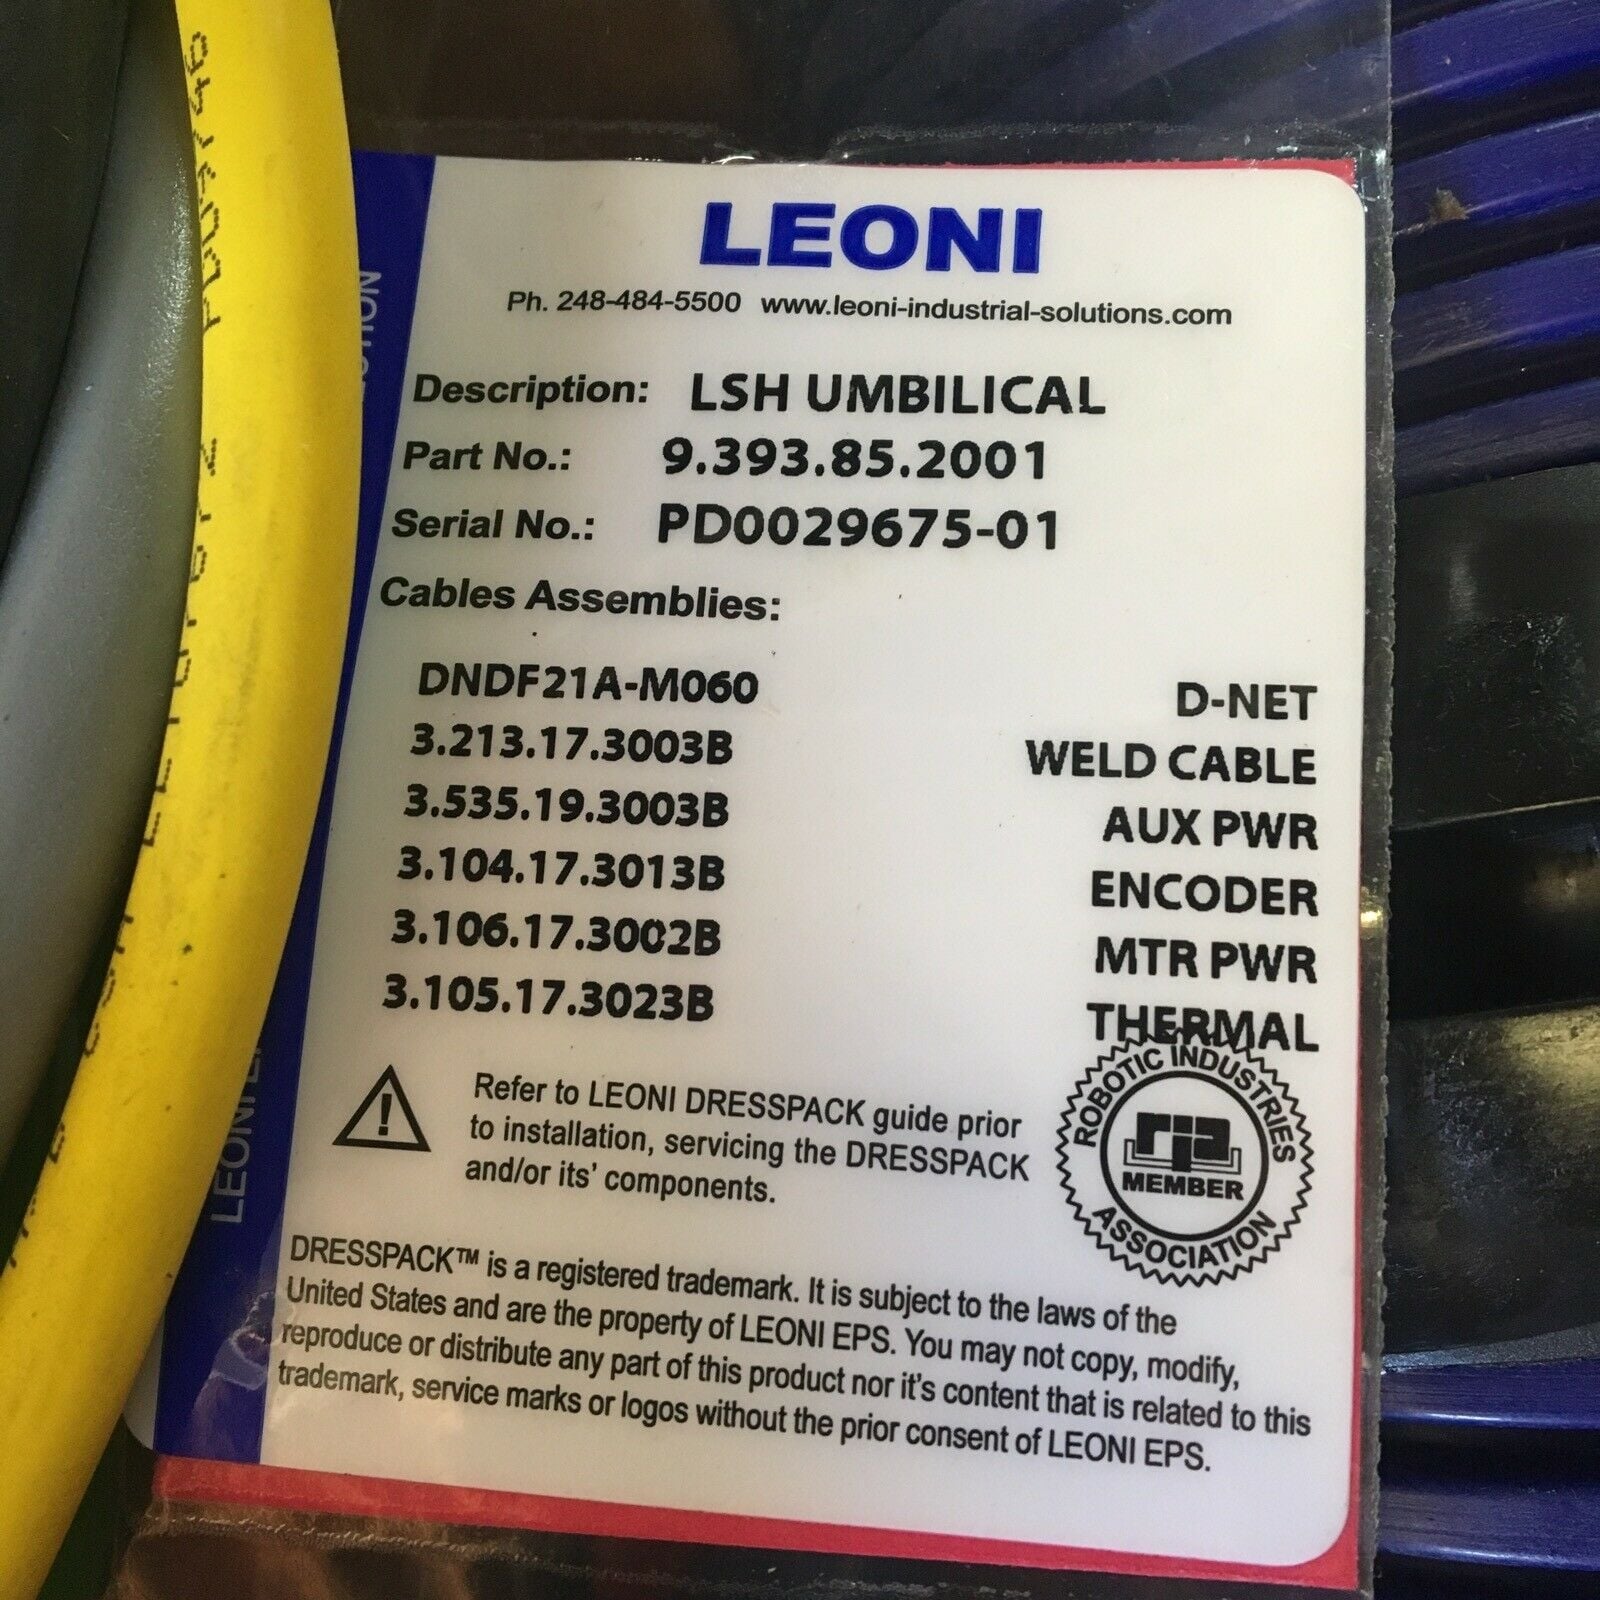 LEONI
Ph. 248-484-5500 www.leoni-industrial-solutions.com
Description: LSH UMBILICAL
Part No.: 9.393.85.2001
Serial No.: PD0029675-01
Cables Assemblies:
DNDF21A-M060 D-NET
3.213.17.3003B WELD CABLE
3.535.19.3003B AUX PWR
3.104.17.3013B ENCODER
3.106.17.3002B MTR PWR
3.105.17.3023B THERMAL
Refer to LEONI DRESSPACK guide prior
to installation, servicing the DRESSPACK
and/or its' components.
ROBOTIC INDUSTRIES
ria
MEMBER
ASSOCIATION
DRESSPACK™ is a registered trademark. It is subject to the laws of the
United States and are the property of LEONI EPS. You may not copy, modify,
reproduce or distribute any part of this product nor it's content that is related to this
trademark, service marks or logos without the prior consent of LEONI EPS.
LEONI